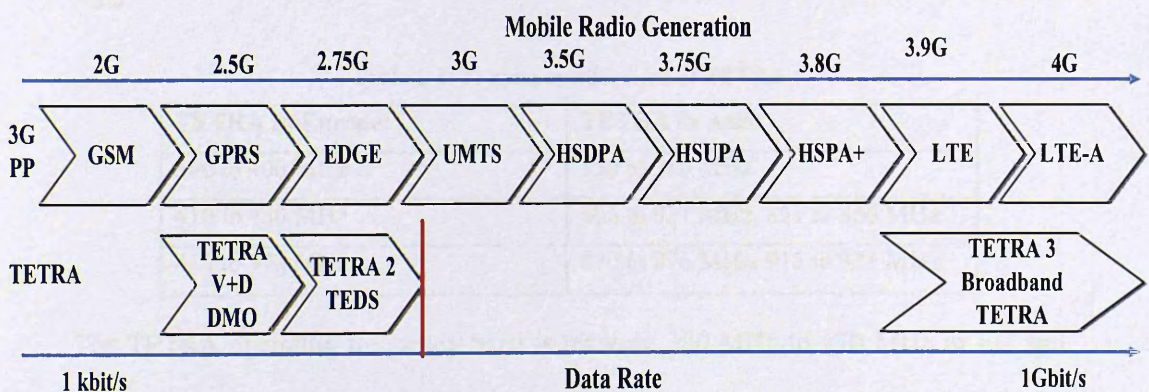 Mobile Radio Generation
2G 2.5G 2.75G 3G 3.5G 3.75G 3.8G 3.9G 4G
3G
PP
GSM GPRS EDGE UMTS HSDPA HSUPA HSPA+ LTE LTE-A
TETRA
TETRA
V+D
DMO
TETRA 2
TEDS
TETRA 3
Broadband
TETRA
1 kbit/s Data Rate 1Gbit/s